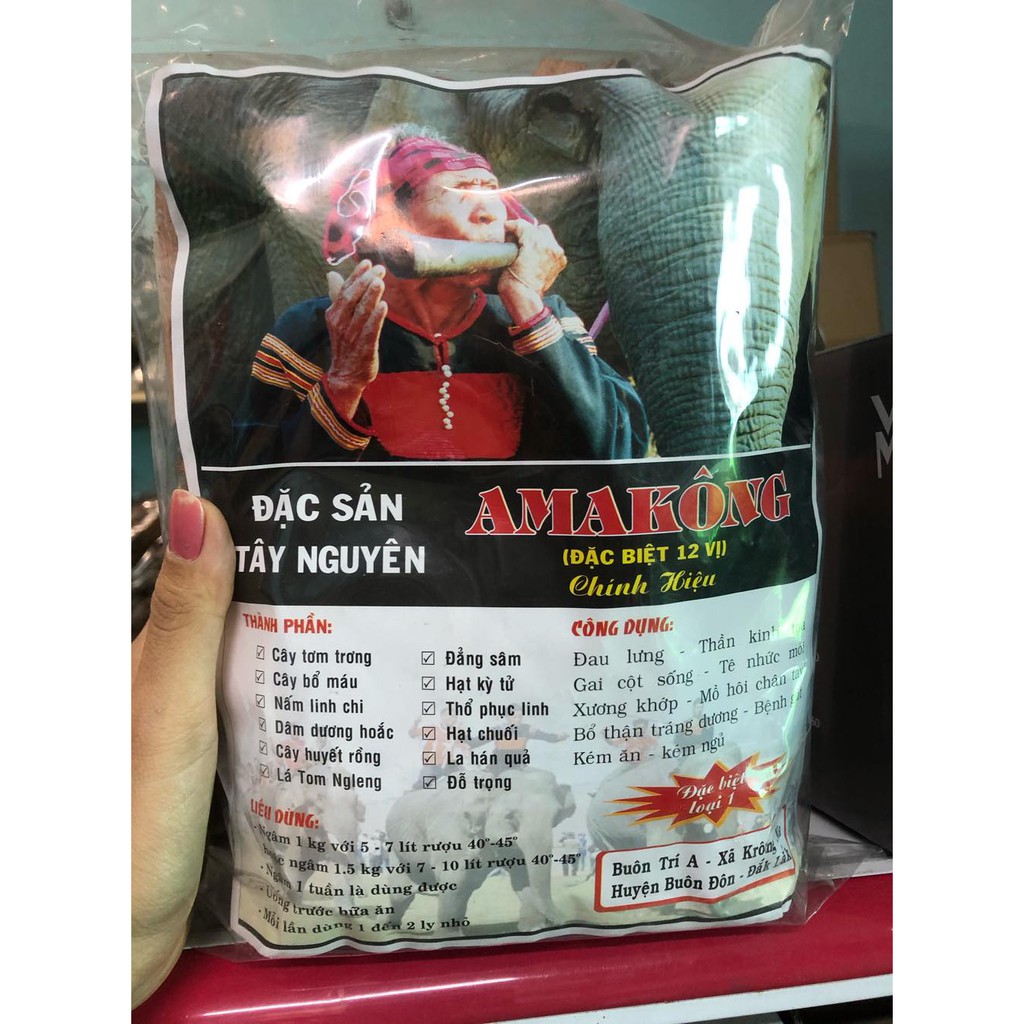 ĐẶC SẢN
TÂY NGUYÊN
AMAKÔNG
(ĐẶC BIỆT 12 VỊ)
Chính Hiệu
THÀNH PHẦN:
Cây tơm trơng
Cây bổ máu
Nấm linh chi
Dâm dương hoắc
Cây huyết rồng
Lá Tom Ngleng
Đẳng sâm
Hạt kỳ tử
Thổ phục linh
Hạt chuối
La hán quả
Đỗ trọng
CÔNG DỤNG:
Đau lưng - Thần kinh
Gai cột sống - Tê nhức mỏi
Xương khớp - Mồ hôi chân tay
Bổ thận tráng dương - Bệnh
Kém ăn - kém ngủ
Đặc biệt
loại 1
LIỀU DÙNG:
- Ngâm 1 kg với 5 - 7 lít rượu 40°-45°
hoặc ngâm 1.5 kg với 7 - 10 lít rượu 40°-45°
- Ngâm 1 tuần là dùng được
- Uống trước bữa ăn
- Mỗi lần dùng 1 đến 2 ly nhỏ
Buôn Trí A - Xã Krông
Huyện Buôn Đôn - Đắk Lắk